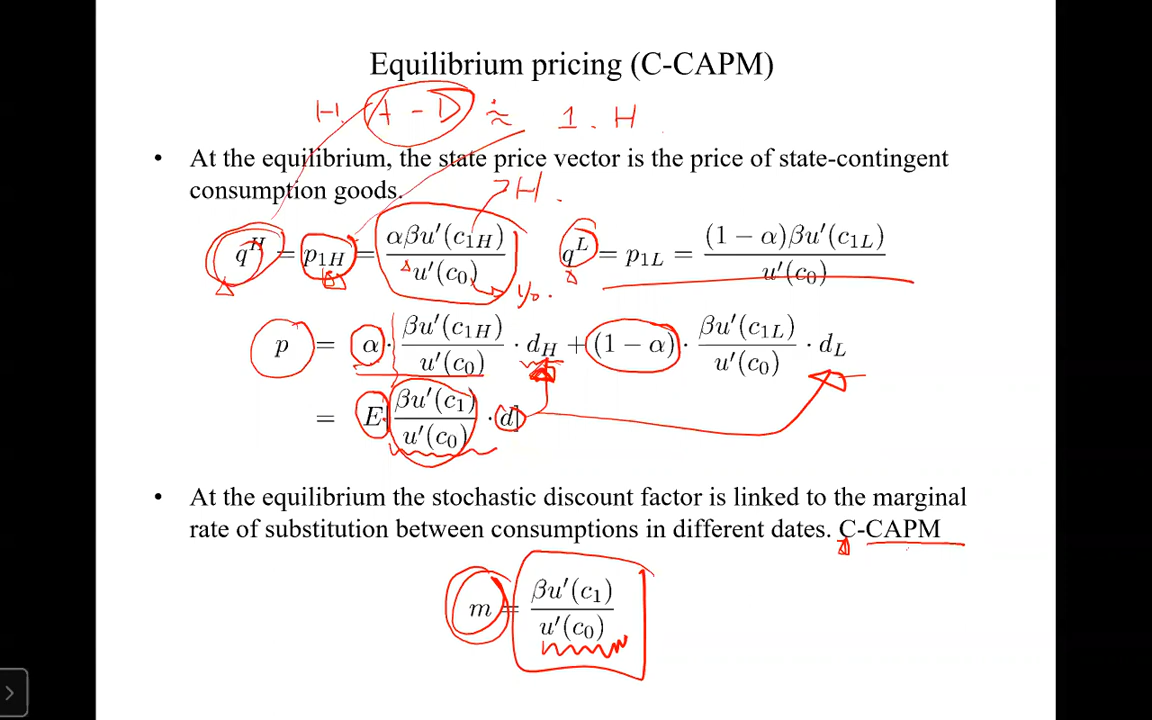 Equilibrium pricing (C-CAPM)
H. A - D ≈ 1. H
• At the equilibrium, the state price vector is the price of state-contingent
consumption goods.
H.
q^H = p_{1H} = αβu′(c_{1H}) / u′(c_0)   q^L = p_{1L} = (1 − α)βu′(c_{1L}) / u′(c_0)
p = α · βu′(c_{1H}) / u′(c_0) · d_H + (1 − α) · βu′(c_{1L}) / u′(c_0) · d_L
= E[βu′(c_1) / u′(c_0) · d]
• At the equilibrium the stochastic discount factor is linked to the marginal
rate of substitution between consumptions in different dates. C-CAPM
m = βu′(c_1) / u′(c_0)